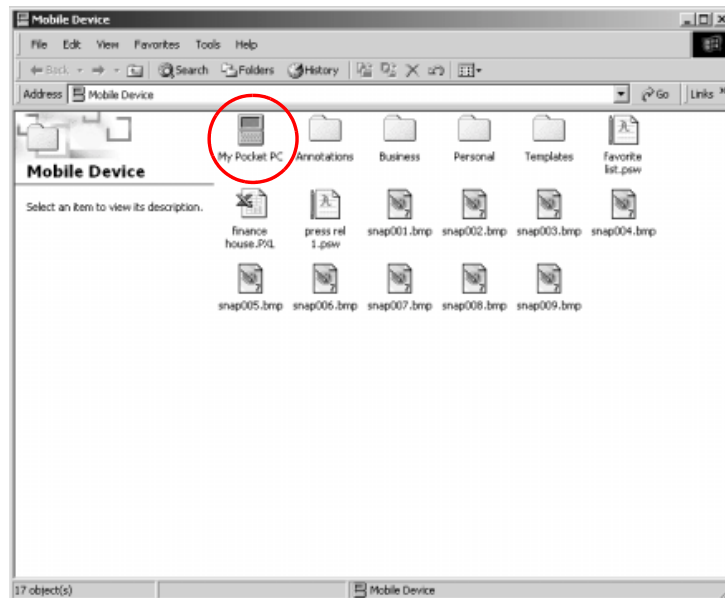 Mobile Device
File Edit View Favorites Tools Help
Back Search Folders History
Address Mobile Device Go Links »
Mobile Device
Select an item to view its description.
My Pocket PC Annotations Business Personal Templates Favorite
list.psw
finance press rel snap001.bmp snap002.bmp snap003.bmp snap004.bmp
house.PXL 1.psw
snap005.bmp snap006.bmp snap007.bmp snap008.bmp snap009.bmp
17 object(s) Mobile Device